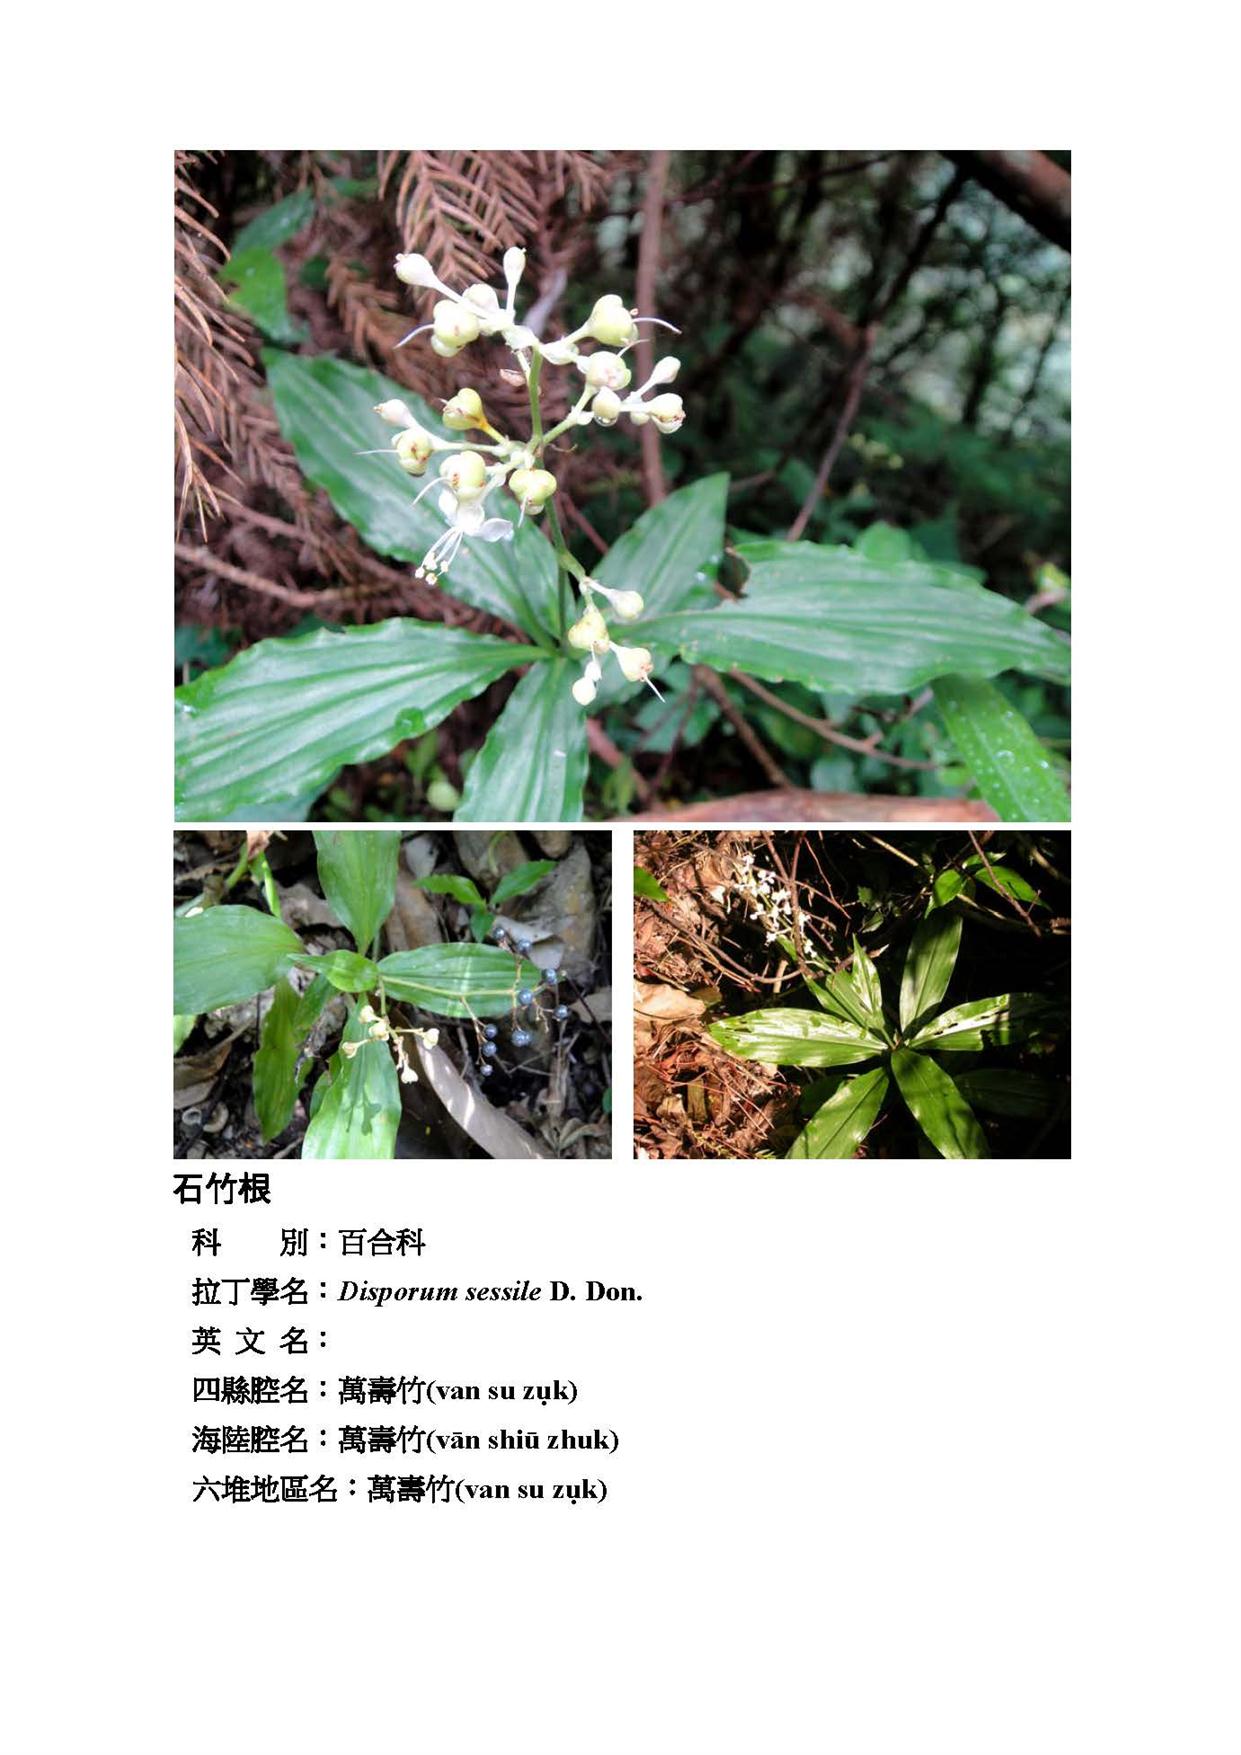 石竹根
科　　別：百合科
拉丁學名：Disporum sessile D. Don.
英 文 名：
四縣腔名：萬壽竹(van su zṳk)
海陸腔名：萬壽竹(vān shiū zhuk)
六堆地區名：萬壽竹(van su zṳk)